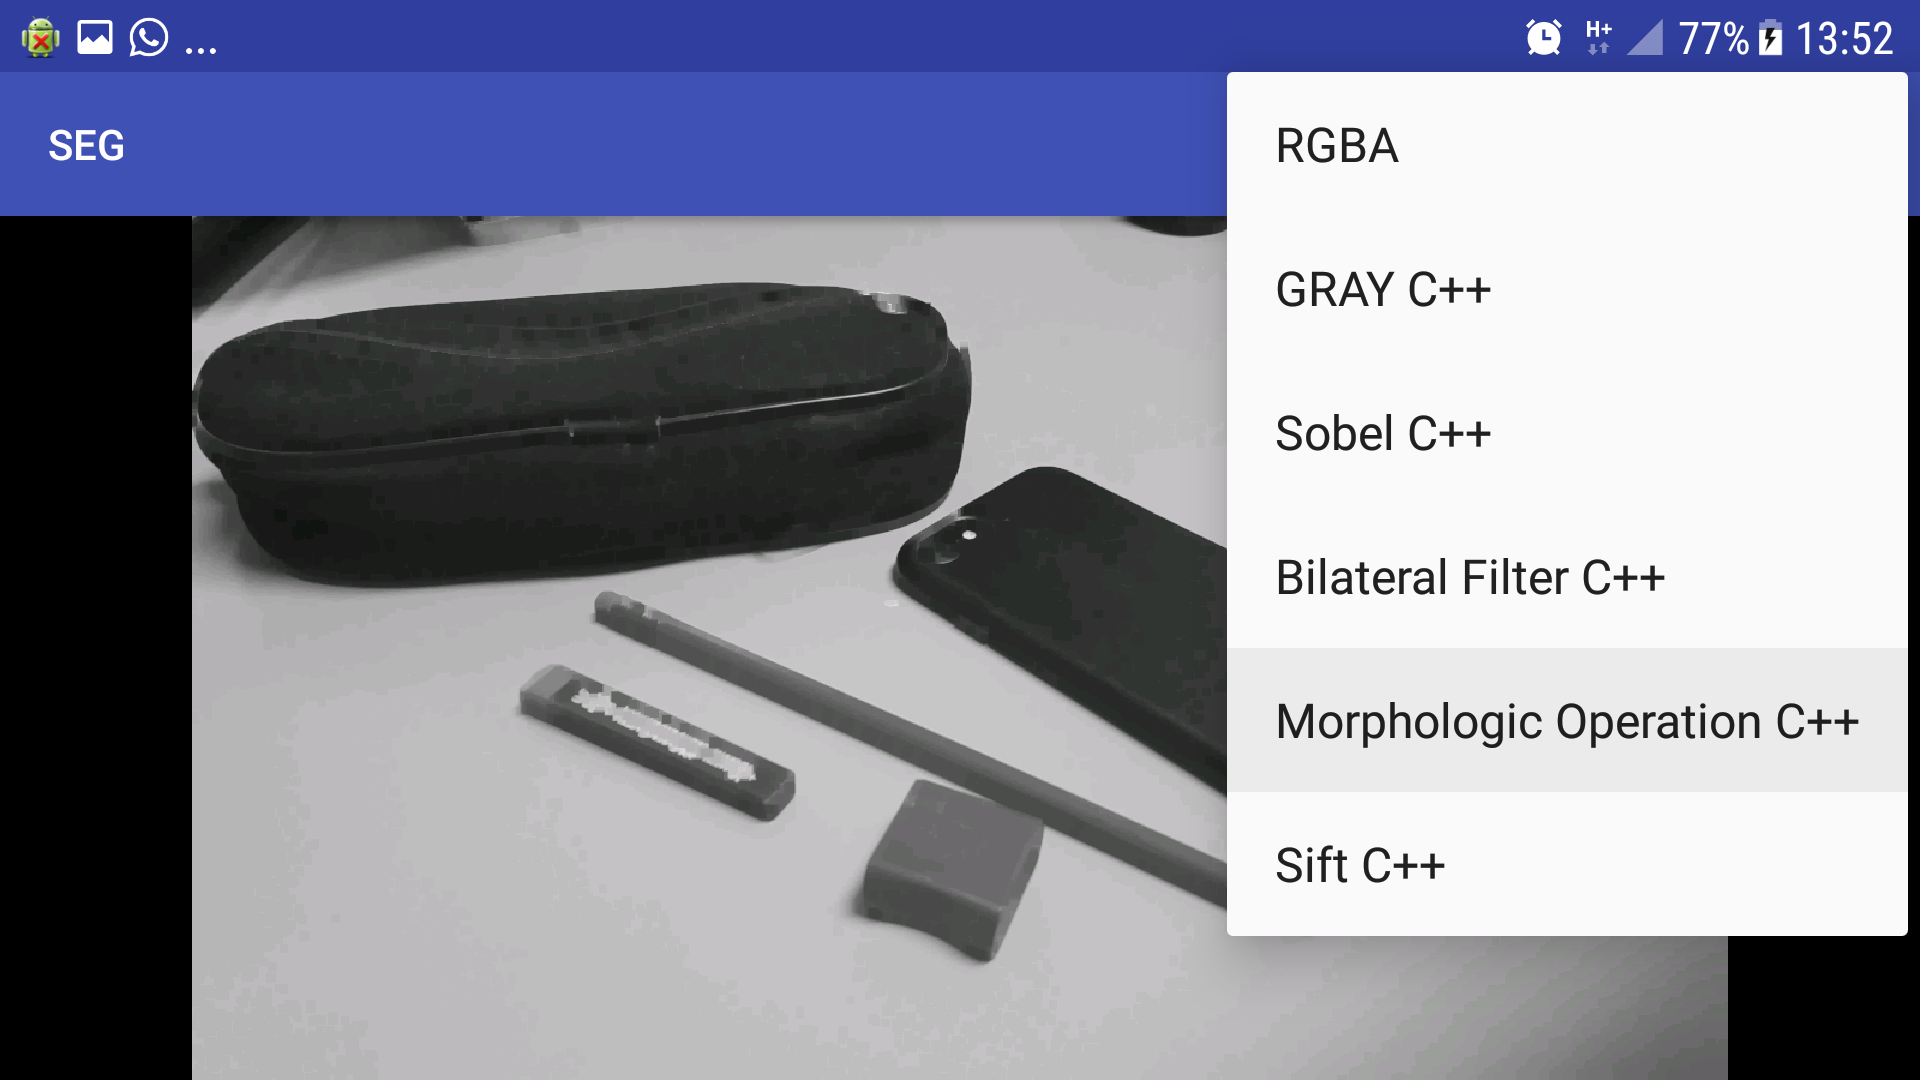 ... H+ 77% 13:52
SEG
RGBA
GRAY C++
Sobel C++
Bilateral Filter C++
Morphologic Operation C++
Sift C++